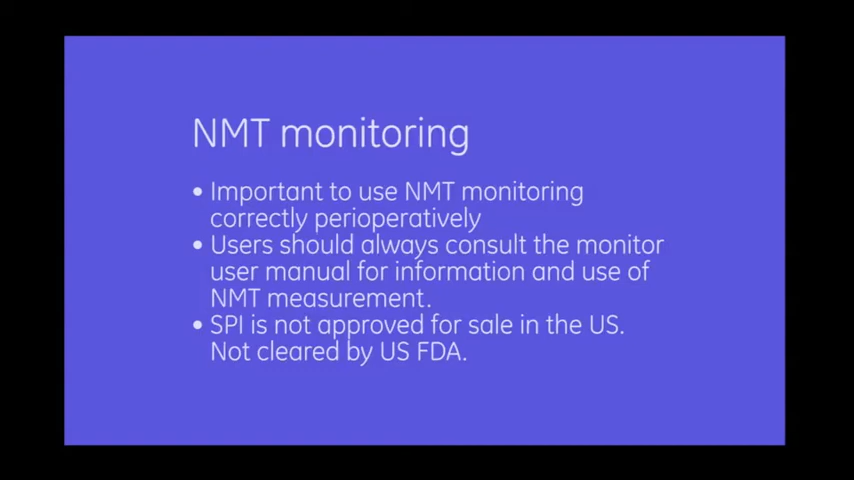 NMT monitoring
• Important to use NMT monitoring
correctly perioperatively
• Users should always consult the monitor
user manual for information and use of
NMT measurement.
• SPI is not approved for sale in the US.
Not cleared by US FDA.